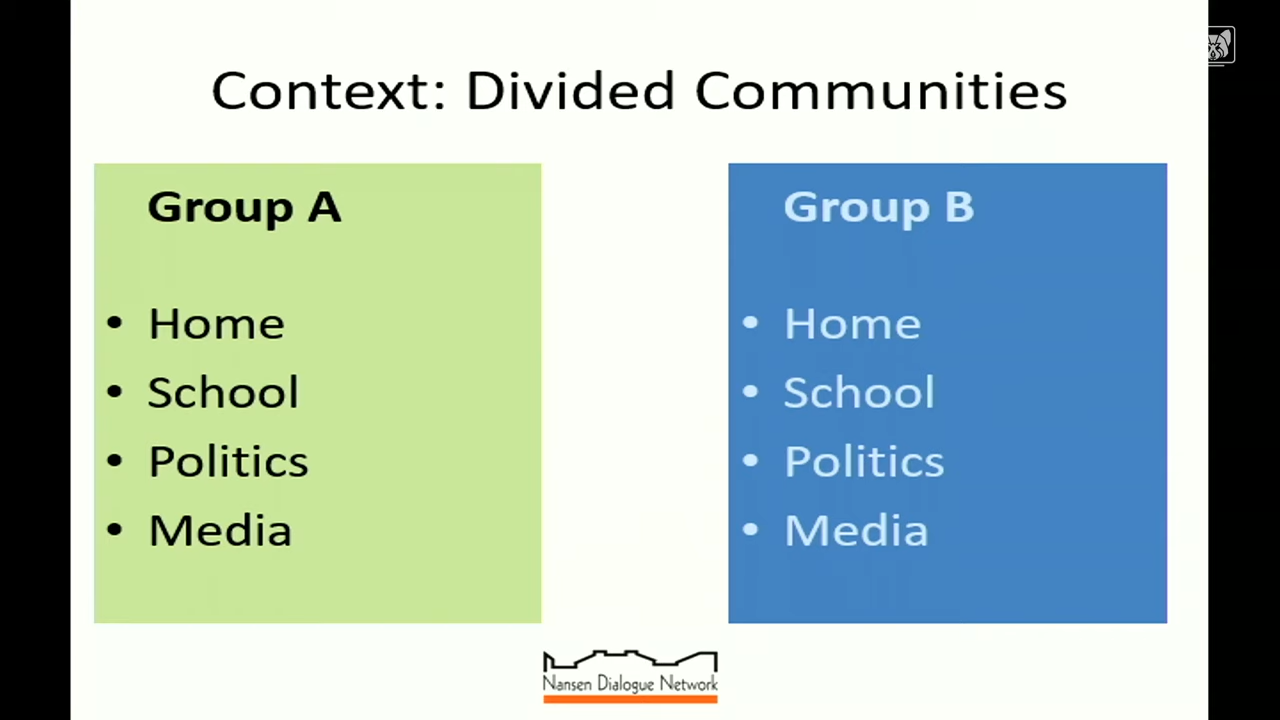 Context: Divided Communities
Group A
• Home
• School
• Politics
• Media
Group B
• Home
• School
• Politics
• Media
Nansen Dialogue Network